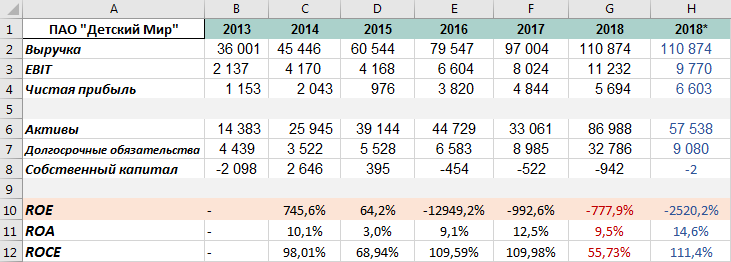 A B C D E F G H
1 ПАО "Детский Мир" 2013 2014 2015 2016 2017 2018 2018*
2 Выручка 36 001 45 446 60 544 79 547 97 004 110 874 110 874
3 EBIT 2 137 4 170 4 168 6 604 8 024 11 232 9 770
4 Чистая прибыль 1 153 2 043 976 3 820 4 844 5 694 6 603
5
6 Активы 14 383 25 945 39 144 44 729 33 061 86 988 57 538
7 Долгосрочные обязательства 4 439 3 522 5 528 6 583 8 985 32 786 9 080
8 Собственный капитал -2 098 2 646 395 -454 -522 -942 -2
9
10 ROE - 745,6% 64,2% -12949,2% -992,6% -777,9% -2520,2%
11 ROA - 10,1% 3,0% 9,1% 12,5% 9,5% 14,6%
12 ROCE - 98,01% 68,94% 109,59% 109,98% 55,73% 111,4%